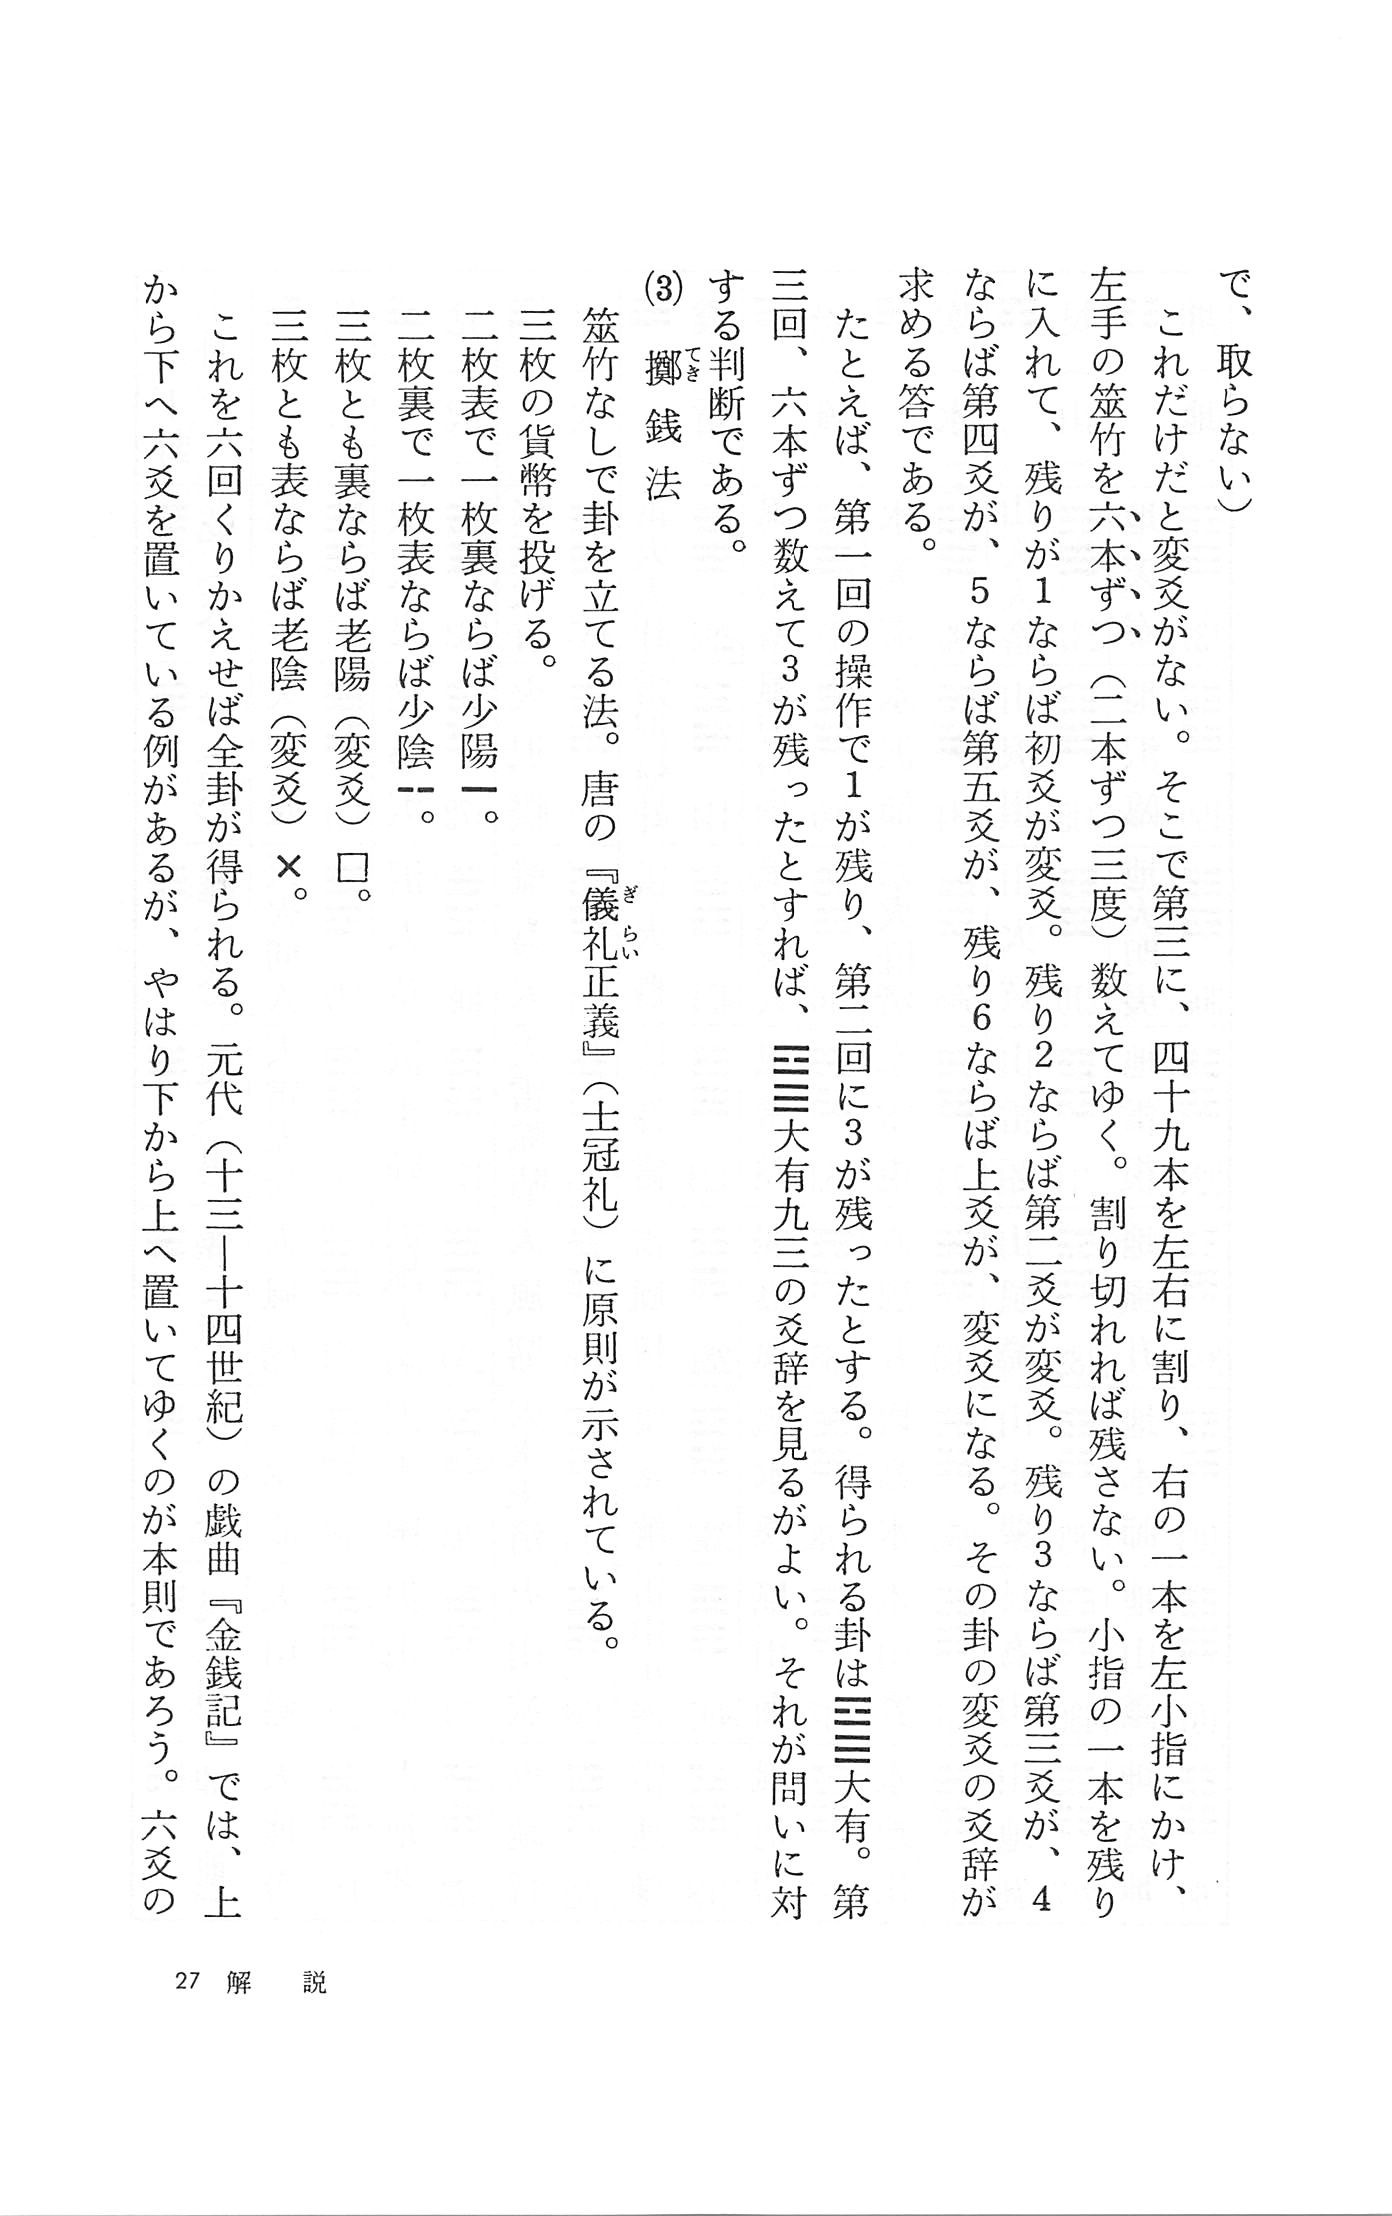 で、取らない）
　これだけだと変爻がない。そこで第三に、四十九本を左右に割り、右の一本を左小指にかけ、
左手の筮竹を六本ずつ（二本ずつ三度）数えてゆく。割り切れれば残さない。小指の一本を残り
に入れて、残りが1ならば初爻が変爻。残り2ならば第二爻が変爻。残り3ならば第三爻が、4
ならば第四爻が、5ならば第五爻が、残り6ならば上爻が、変爻になる。その卦の変爻の爻辞が
求める答である。
　たとえば、第一回の操作で1が残り、第二回に3が残ったとする。得られる卦は䷍大有。第
三回、六本ずつ数えて3が残ったとすれば、䷍大有九三の爻辞を見るがよい。それが問いに対
する判断である。
(3)　擲銭法
てき
　筮竹なしで卦を立てる法。唐の『儀礼正義』（士冠礼）に原則が示されている。
ぎらい
　三枚の貨幣を投げる。
　二枚表で一枚裏ならば少陽⚊。
　二枚裏で一枚表ならば少陰⚋。
　三枚とも裏ならば老陽（変爻）□。
　三枚とも表ならば老陰（変爻）×。
　これを六回くりかえせば全卦が得られる。元代（十三―十四世紀）の戯曲『金銭記』では、上
から下へ六爻を置いている例があるが、やはり下から上へ置いてゆくのが本則であろう。六爻の
27　解　説